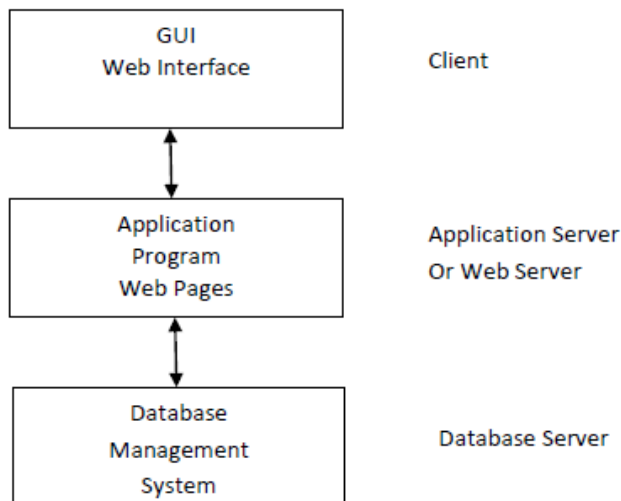 GUI
Web Interface
Client
Application
Program
Web Pages
Application Server
Or Web Server
Database
Management
System
Database Server